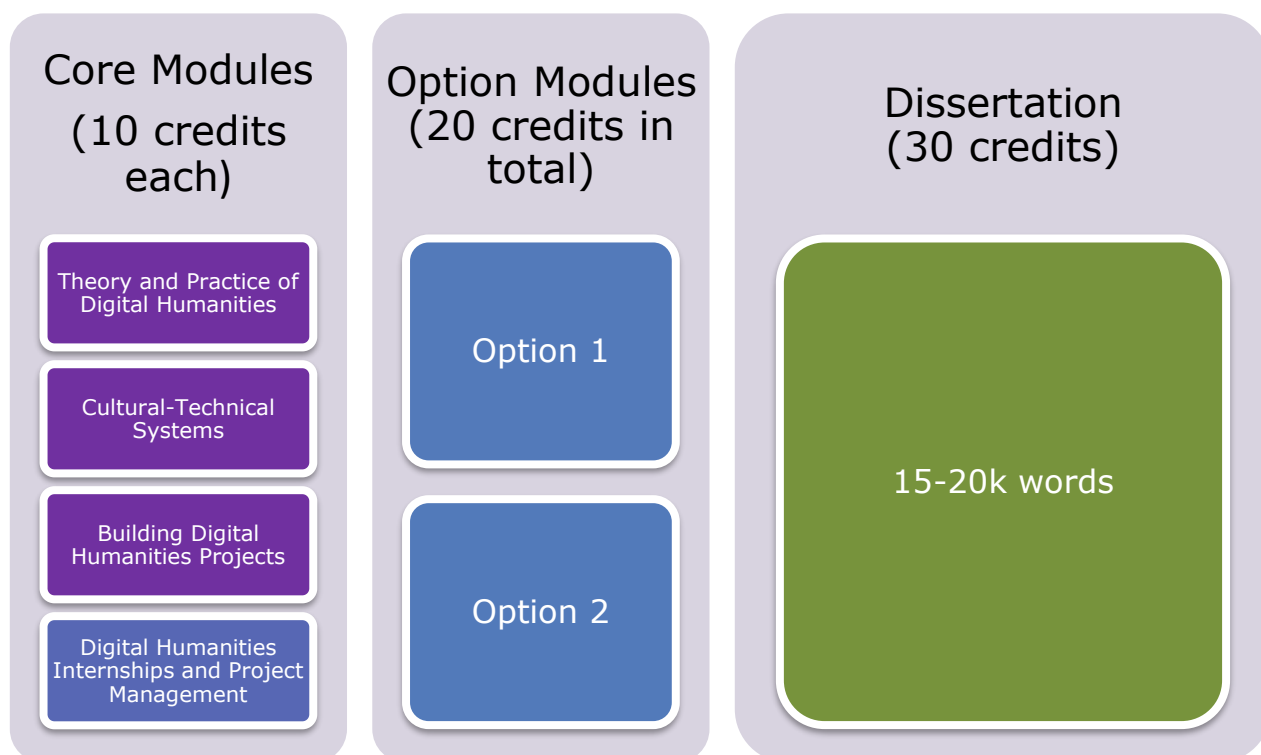 Core Modules
(10 credits
each)
Theory and Practice of
Digital Humanities
Cultural-Technical
Systems
Building Digital
Humanities Projects
Digital Humanities
Internships and Project
Management
Option Modules
(20 credits in
total)
Option 1
Option 2
Dissertation
(30 credits)
15-20k words